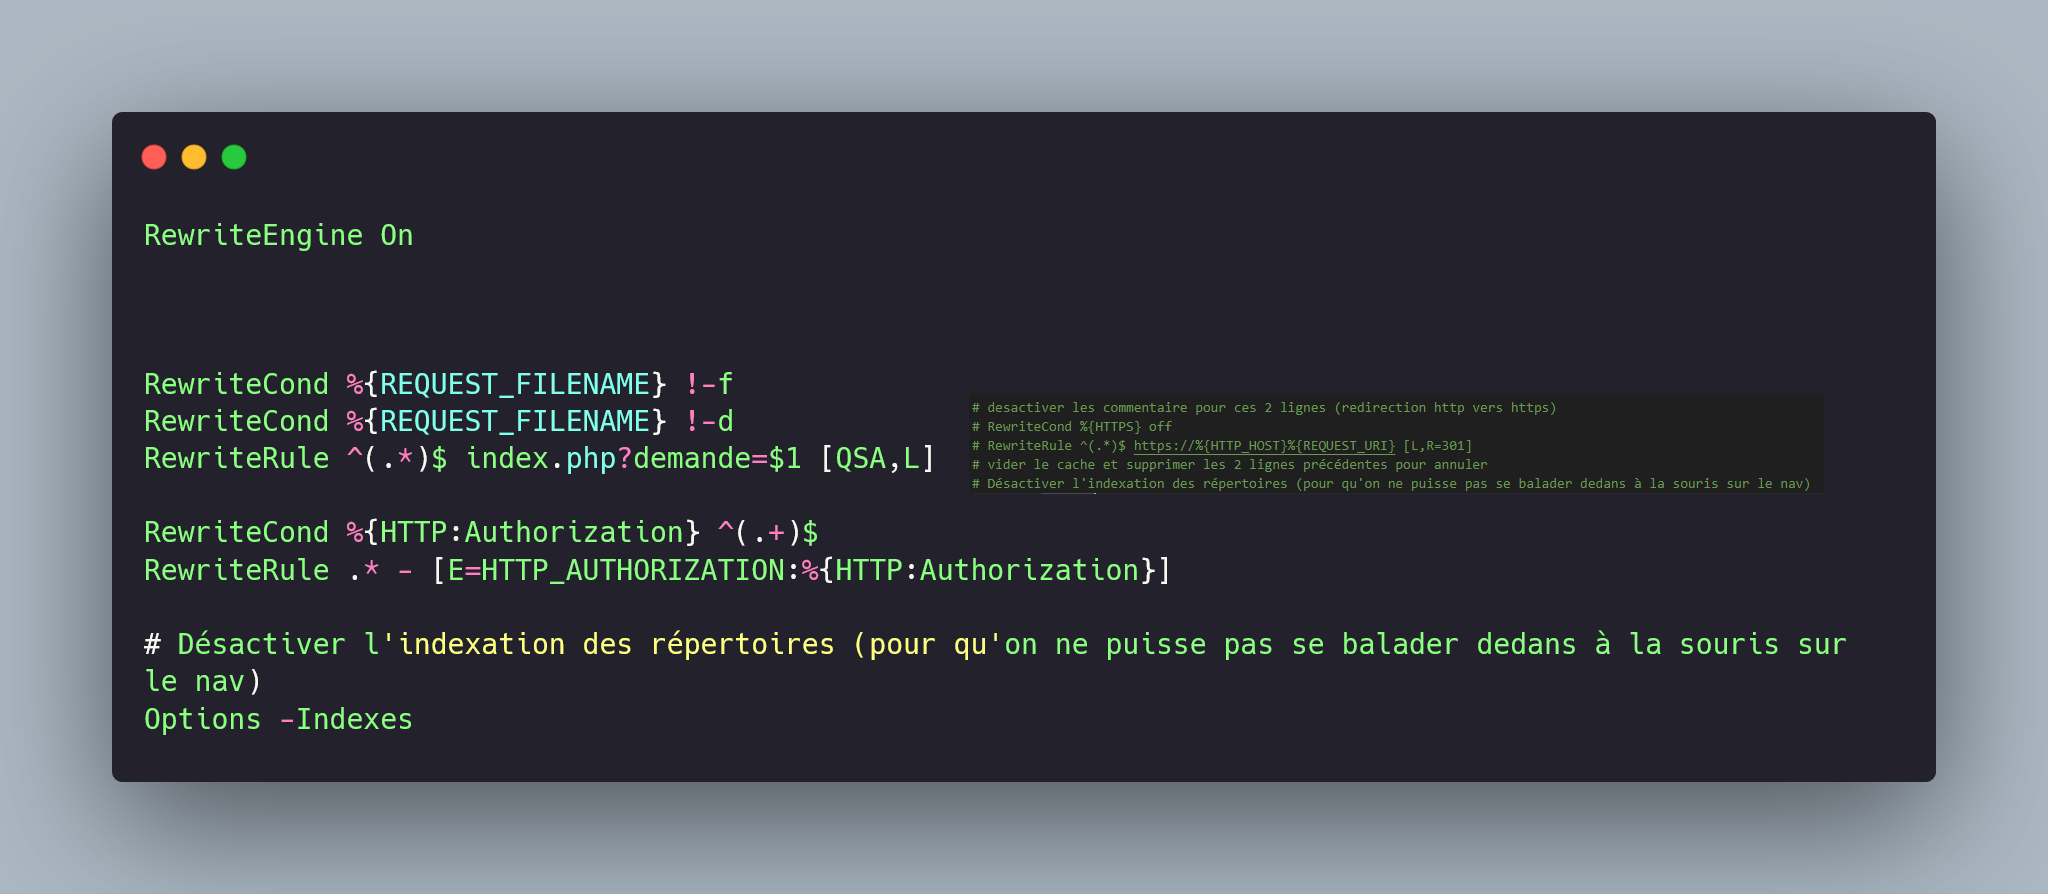 RewriteEngine On
RewriteCond %{REQUEST_FILENAME} !-f
RewriteCond %{REQUEST_FILENAME} !-d
RewriteRule ^(.*)$ index.php?demande=$1 [QSA,L]
# desactiver les commentaire pour ces 2 lignes (redirection http vers https)
# RewriteCond %{HTTPS} off
# RewriteRule ^(.*)$ https://%{HTTP_HOST}%{REQUEST_URI} [L,R=301]
# vider le cache et supprimer les 2 lignes précédentes pour annuler
# Désactiver l'indexation des répertoires (pour qu'on ne puisse pas se balader dedans à la souris sur le nav)
RewriteCond %{HTTP:Authorization} ^(.+)$
RewriteRule .* - [E=HTTP_AUTHORIZATION:%{HTTP:Authorization}]
# Désactiver l'indexation des répertoires (pour qu'on ne puisse pas se balader dedans à la souris sur
le nav)
Options -Indexes